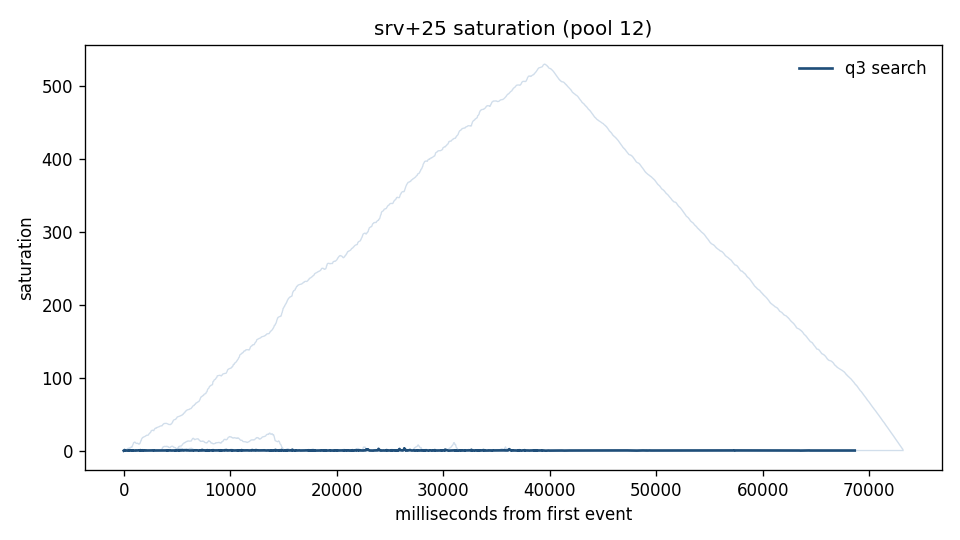 srv+25 saturation (pool 12)
q3 search
saturation
500
400
300
200
100
0
0 10000 20000 30000 40000 50000 60000 70000
milliseconds from first event